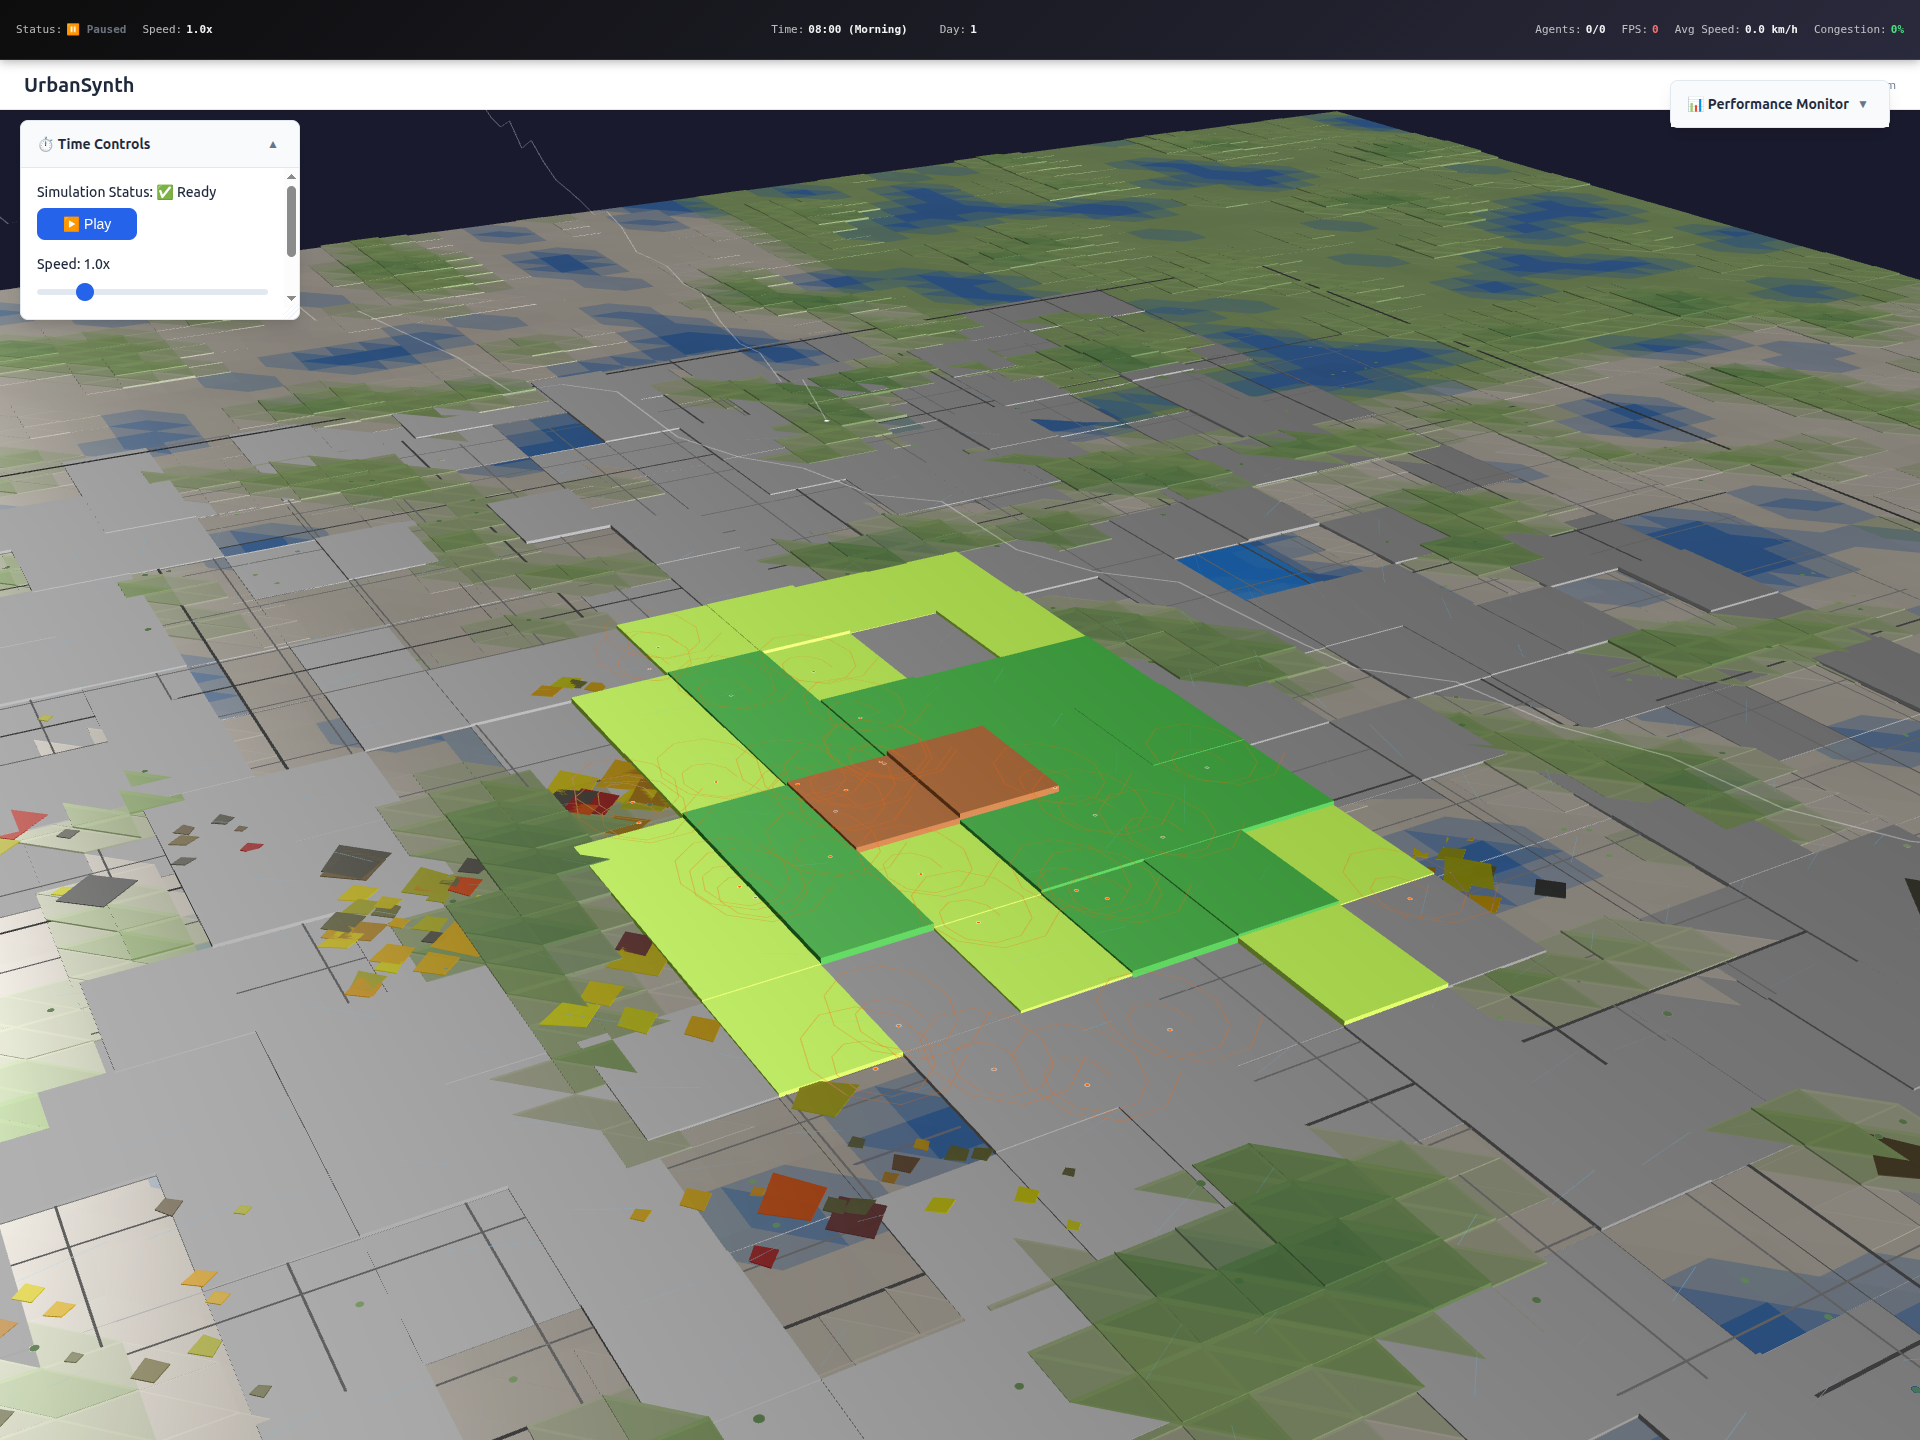 Status: ⏸️ Paused Speed: 1.0x Time: 08:00 (Morning) Day: 1 Agents: 0/0 FPS: 0 Avg Speed: 0.0 km/h Congestion: 0%
UrbanSynth
📊 Performance Monitor ▼
⏱️ Time Controls ▲
Simulation Status: ✅ Ready
▶️ Play
Speed: 1.0x